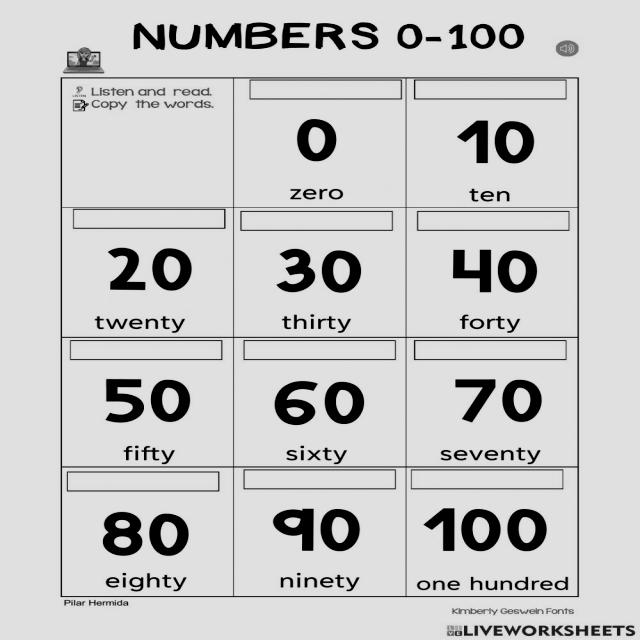 NUMBERS 0-100
Listen and read.
Copy the words.
0
zero
10
ten
20
twenty
30
thirty
40
forty
50
fifty
60
sixty
70
seventy
80
eighty
90
ninety
100
one hundred
Pilar Hermida
Kimberly Geswein Fonts
LIVEWORKSHEETS